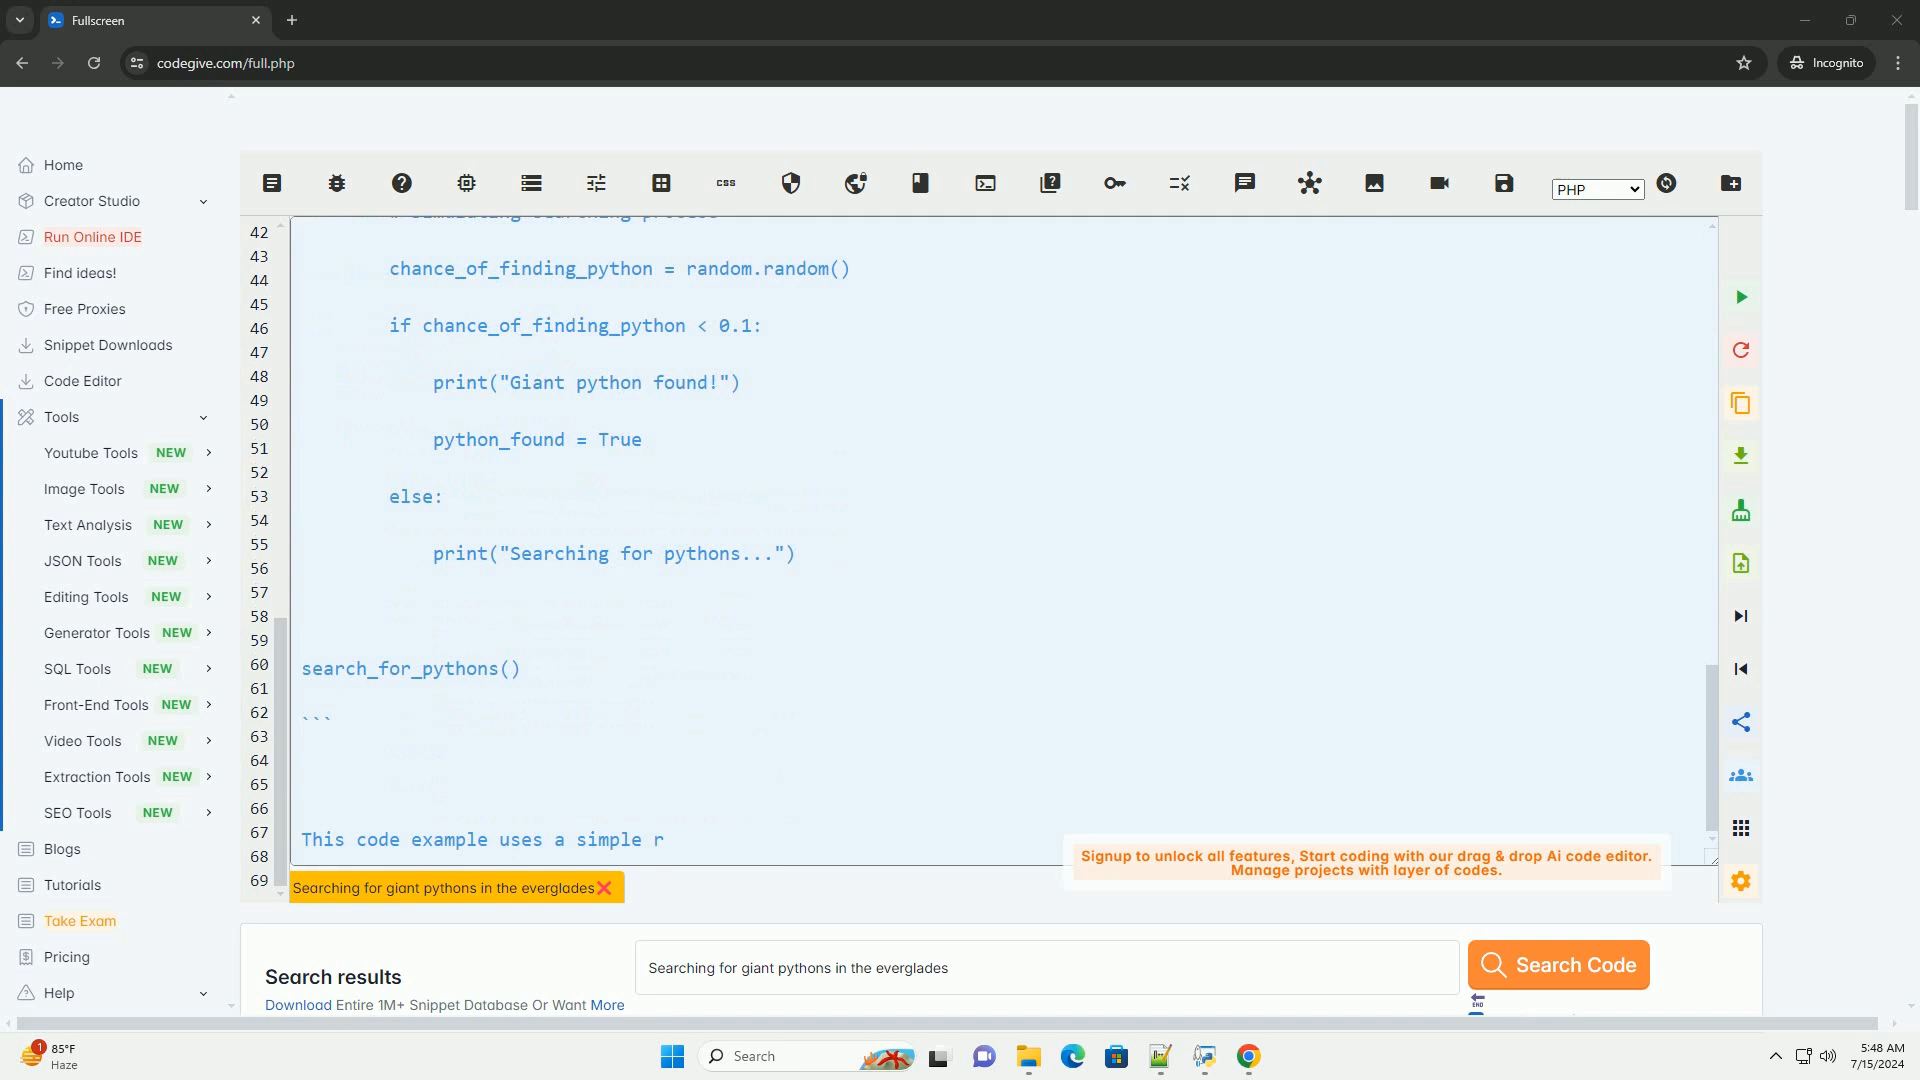 Fullscreen
codegive.com/full.php
Incognito
Home
Creator Studio
Run Online IDE
Find ideas!
Free Proxies
Snippet Downloads
Code Editor
Tools
Youtube Tools NEW
Image Tools NEW
Text Analysis NEW
JSON Tools NEW
Editing Tools NEW
Generator Tools NEW
SQL Tools NEW
Front-End Tools NEW
Video Tools NEW
Extraction Tools NEW
SEO Tools NEW
Blogs
Tutorials
Take Exam
Pricing
Help
css
PHP
42
43
44
45
46
47
48
49
50
51
52
53
54
55
56
57
58
59
60
61
62
63
64
65
66
67
68
69
chance_of_finding_python = random.random()
if chance_of_finding_python < 0.1:
print("Giant python found!")
python_found = True
else:
print("Searching for pythons...")
search_for_pythons()
```
This code example uses a simple r
Signup to unlock all features, Start coding with our drag & drop Ai code editor.
Manage projects with layer of codes.
Searching for giant pythons in the everglades
Search results
Download Entire 1M+ Snippet Database Or Want More
Searching for giant pythons in the everglades
Search Code
END
1
85°F
Haze
Search
5:48 AM
7/15/2024